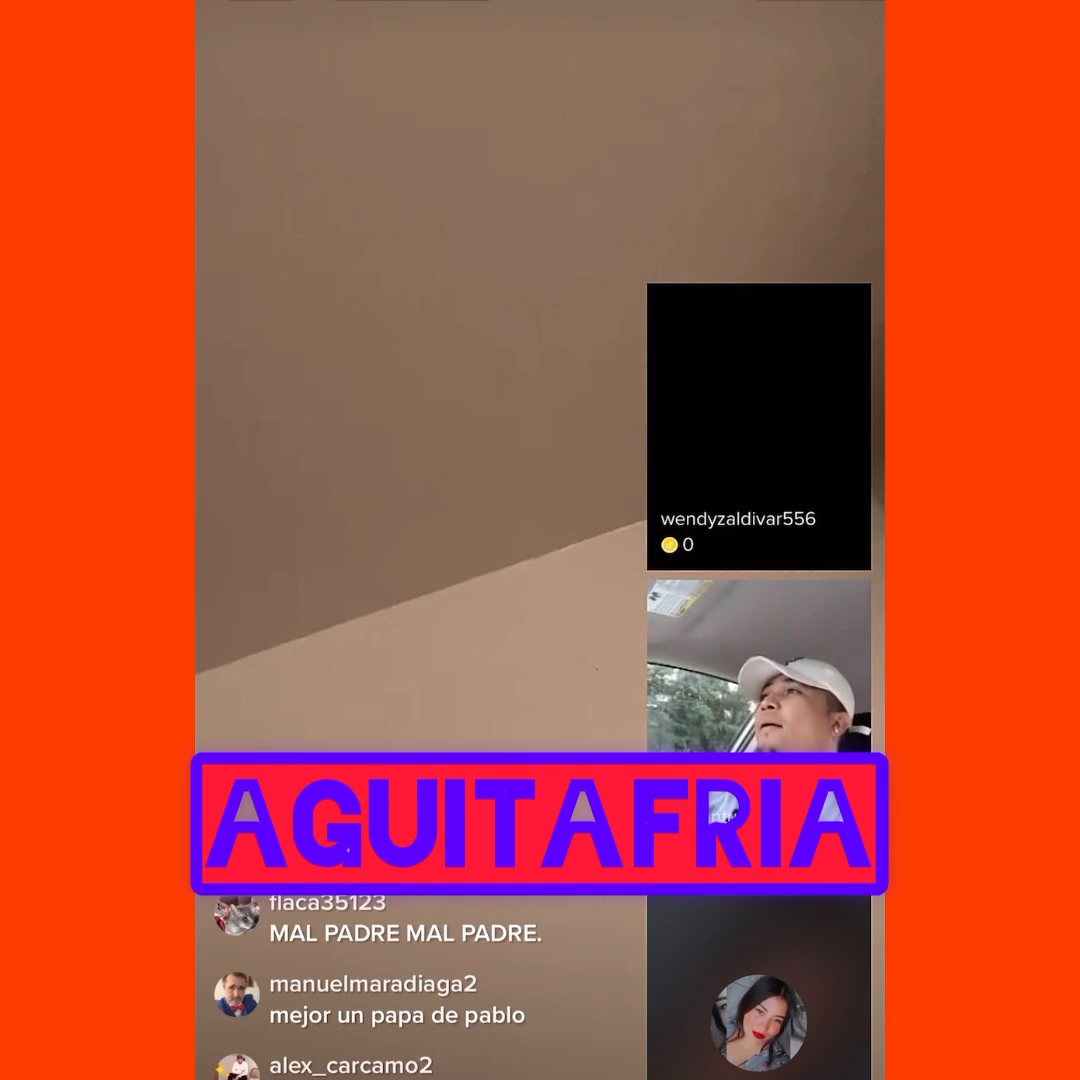 wendyzaldivar556
0
AGUITAFRIA
flaca35123
MAL PADRE MAL PADRE.
manuelmaradiaga2
mejor un papa de pablo
alex_carcamo2